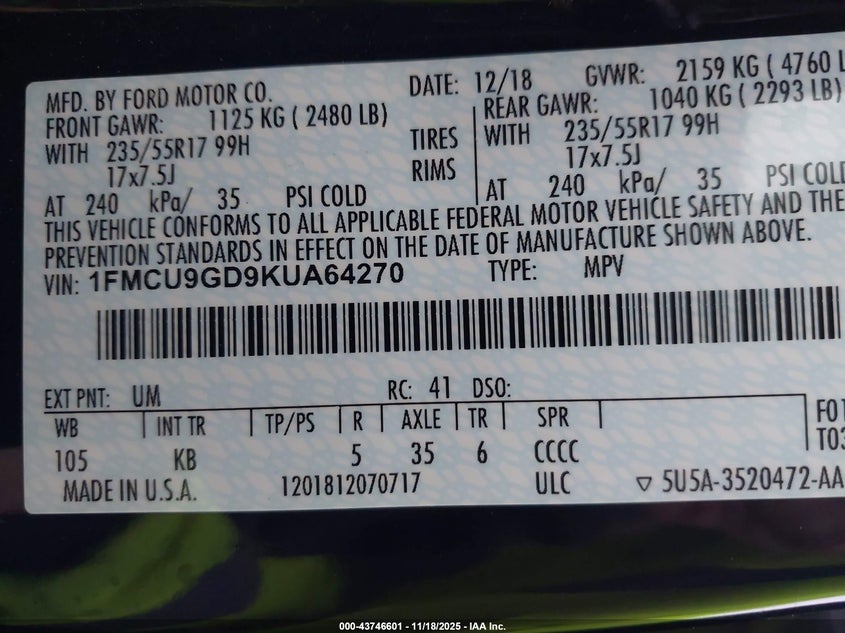 MFD. BY FORD MOTOR CO. DATE: 12/18 GVWR: 2159 KG ( 4760 L
FRONT GAWR: 1125 KG ( 2480 LB) REAR GAWR: 1040 KG ( 2293 LB)
WITH 235/55R17 99H TIRES WITH 235/55R17 99H
17x7.5J RIMS 17x7.5J
AT 240 kPa/ 35 PSI COLD AT 240 kPa/ 35 PSI COLD
THIS VEHICLE CONFORMS TO ALL APPLICABLE FEDERAL MOTOR VEHICLE SAFETY AND THE
PREVENTION STANDARDS IN EFFECT ON THE DATE OF MANUFACTURE SHOWN ABOVE.
VIN: 1FMCU9GD9KUA64270 TYPE: MPV
EXT PNT: UM RC: 41 DSO:
WB INT TR TP/PS R AXLE TR SPR F01
105 KB 5 35 6 CCCC T03
MADE IN U.S.A. 1201812070717 ULC ▽ 5U5A-3520472-AA
000-43746601 - 11/18/2025 - IAA Inc.